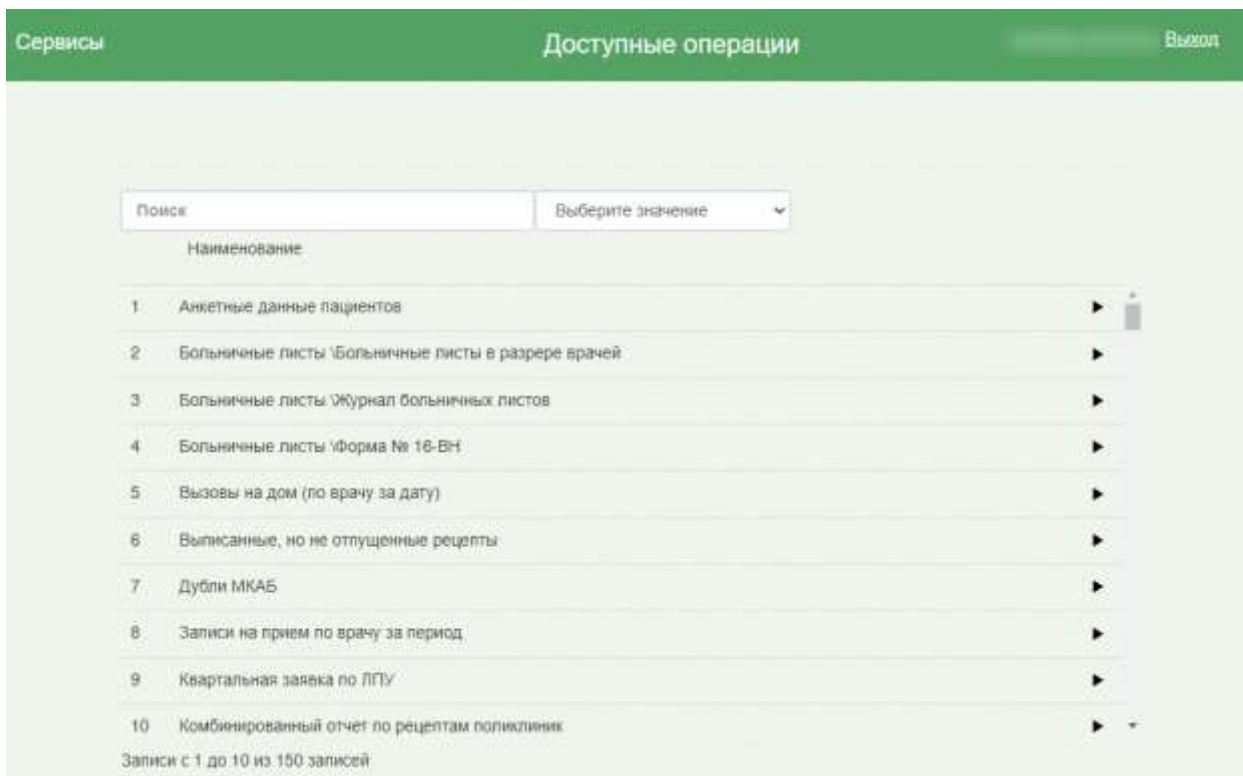 Сервисы
Доступные операции
Выход
Поиск
Выберите значение
Наименование
1 Анкетные данные пациентов
2 Больничные листы \Больничные листы в разрере врачей
3 Больничные листы \Журнал больничных листов
4 Больничные листы \Форма № 16-ВН
5 Вызовы на дом (по врачу за дату)
6 Выписанные, но не отпущенные рецепты
7 Дубли МКАБ
8 Записи на прием по врачу за период
9 Квартальная заявка по ЛПУ
10 Комбинированный отчет по рецептам поликлиник
Записи с 1 до 10 из 150 записей